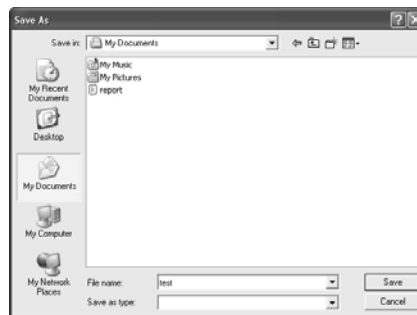 Save As
Save in: My Documents
My Recent
Documents
Desktop
My Documents
My Computer
My Network
Places
My Music
My Pictures
report
File name: test
Save
Save as type:
Cancel